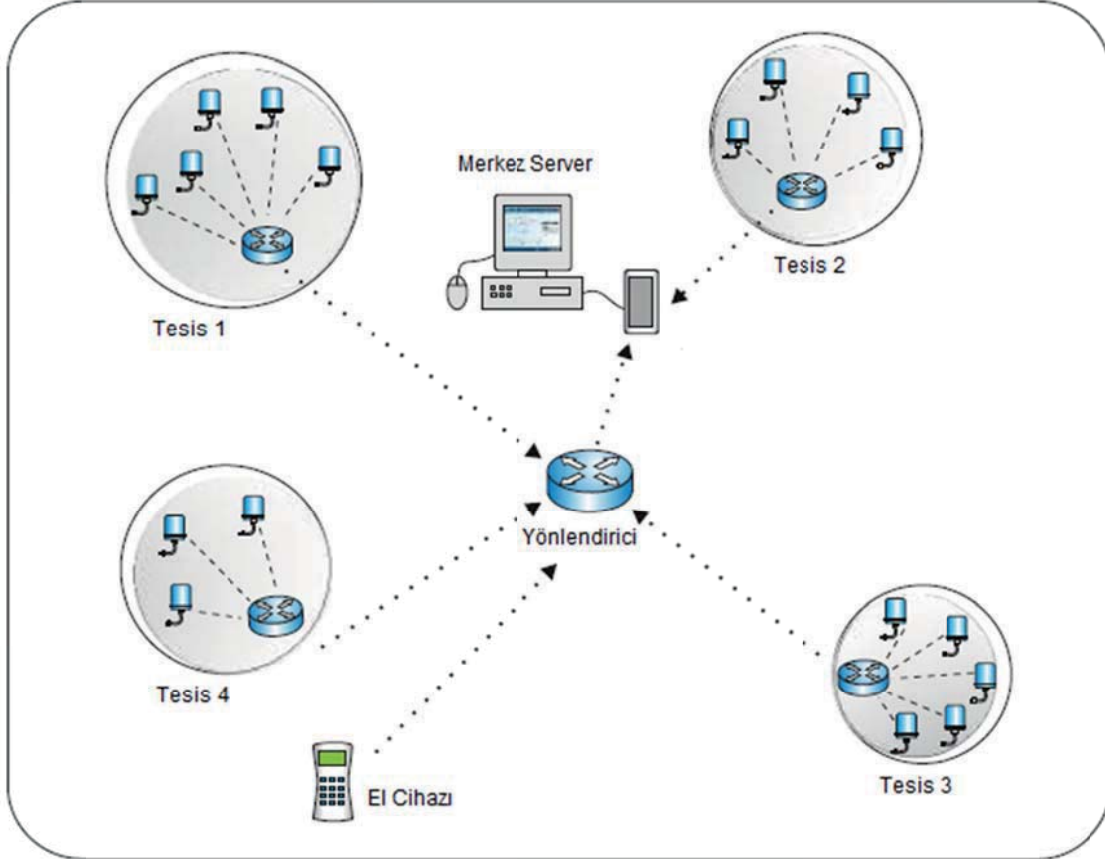 Merkez Server
Tesis 2
Tesis 1
Yönlendirici
Tesis 4
Tesis 3
El Cihazı